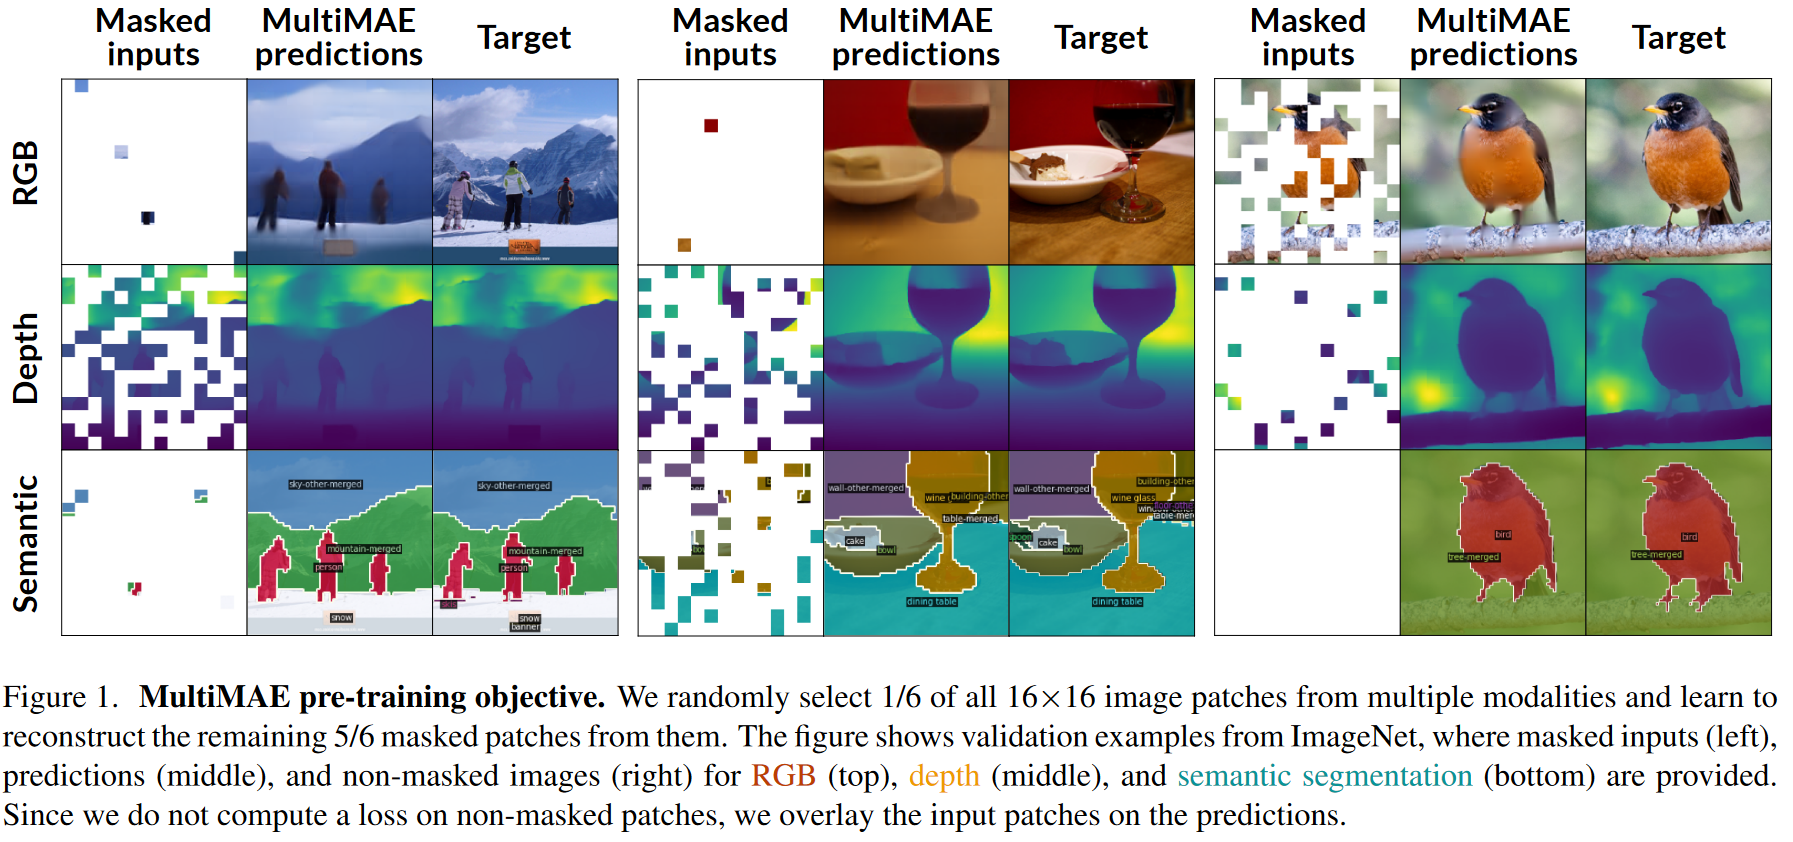 Masked inputs
MultiMAE predictions
Target
Masked inputs
MultiMAE predictions
Target
Masked inputs
MultiMAE predictions
Target
RGB
Depth
Semantic
sky-other-merged
mountain-merged
person
snow
sky-other-merged
mountain-merged
person
skis
snow
banner
wall-other-merged
wine
building-other
table-merged
cake
bowl
dining table
wall-other-merged
building-other
wine glass
table-mer
spoon
cake
bowl
dining table
bird
tree-merged
bird
tree-merged
Figure 1. MultiMAE pre-training objective. We randomly select 1/6 of all 16×16 image patches from multiple modalities and learn to
reconstruct the remaining 5/6 masked patches from them. The figure shows validation examples from ImageNet, where masked inputs (left),
predictions (middle), and non-masked images (right) for RGB (top), depth (middle), and semantic segmentation (bottom) are provided.
Since we do not compute a loss on non-masked patches, we overlay the input patches on the predictions.